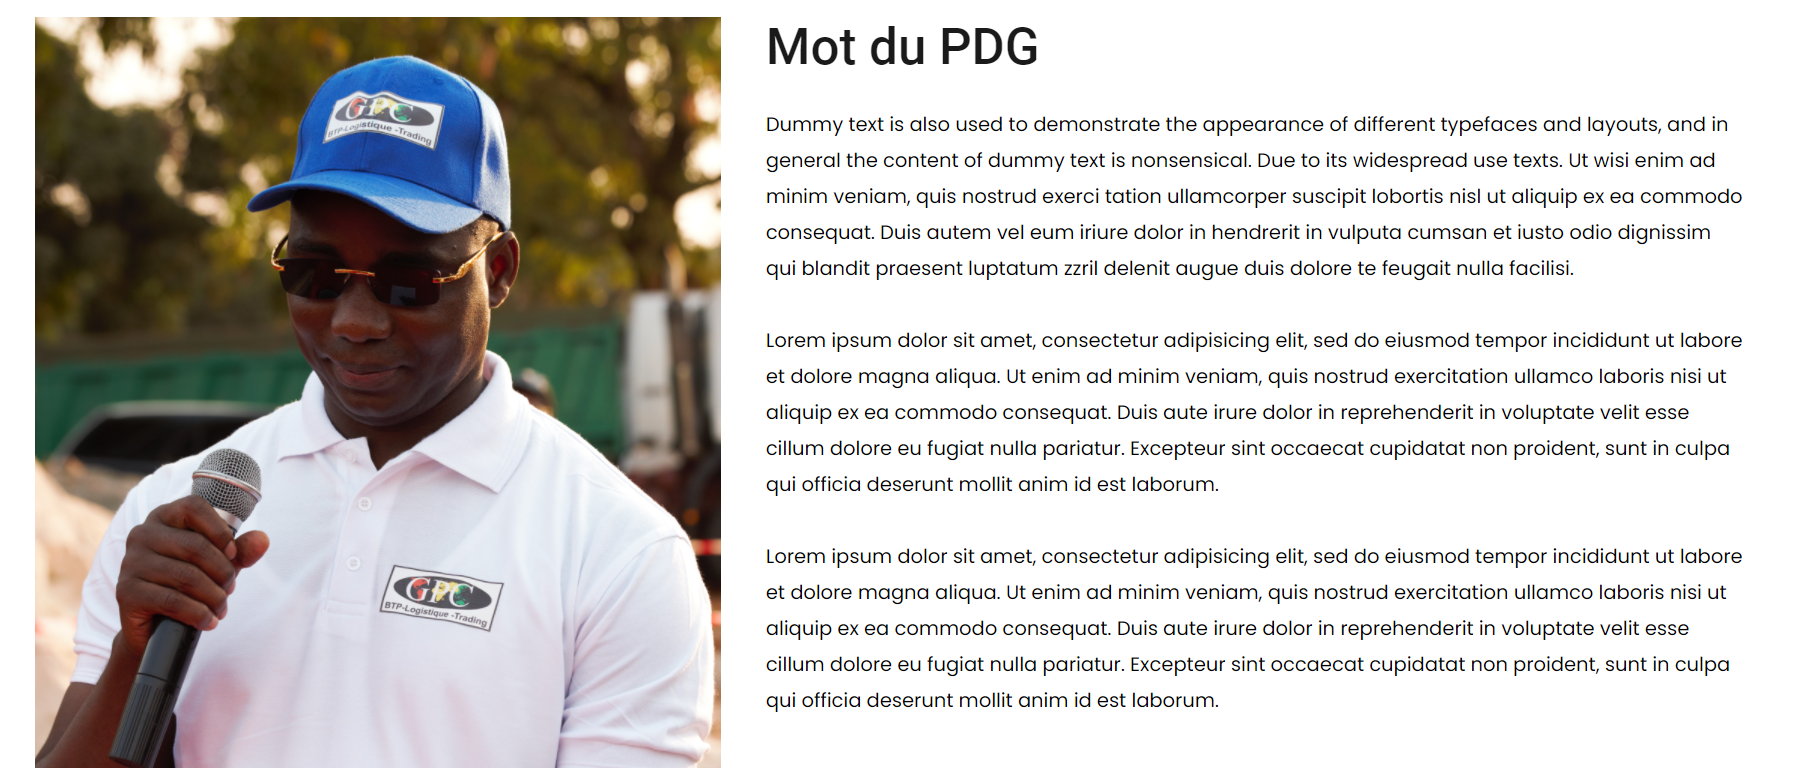 GPC
BTP-Logistique -Trading
GPC
BTP-Logistique -Trading
Mot du PDG
Dummy text is also used to demonstrate the appearance of different typefaces and layouts, and in
general the content of dummy text is nonsensical. Due to its widespread use texts. Ut wisi enim ad
minim veniam, quis nostrud exerci tation ullamcorper suscipit lobortis nisl ut aliquip ex ea commodo
consequat. Duis autem vel eum iriure dolor in hendrerit in vulputa cumsan et iusto odio dignissim
qui blandit praesent luptatum zzril delenit augue duis dolore te feugait nulla facilisi.
Lorem ipsum dolor sit amet, consectetur adipisicing elit, sed do eiusmod tempor incididunt ut labore
et dolore magna aliqua. Ut enim ad minim veniam, quis nostrud exercitation ullamco laboris nisi ut
aliquip ex ea commodo consequat. Duis aute irure dolor in reprehenderit in voluptate velit esse
cillum dolore eu fugiat nulla pariatur. Excepteur sint occaecat cupidatat non proident, sunt in culpa
qui officia deserunt mollit anim id est laborum.
Lorem ipsum dolor sit amet, consectetur adipisicing elit, sed do eiusmod tempor incididunt ut labore
et dolore magna aliqua. Ut enim ad minim veniam, quis nostrud exercitation ullamco laboris nisi ut
aliquip ex ea commodo consequat. Duis aute irure dolor in reprehenderit in voluptate velit esse
cillum dolore eu fugiat nulla pariatur. Excepteur sint occaecat cupidatat non proident, sunt in culpa
qui officia deserunt mollit anim id est laborum.